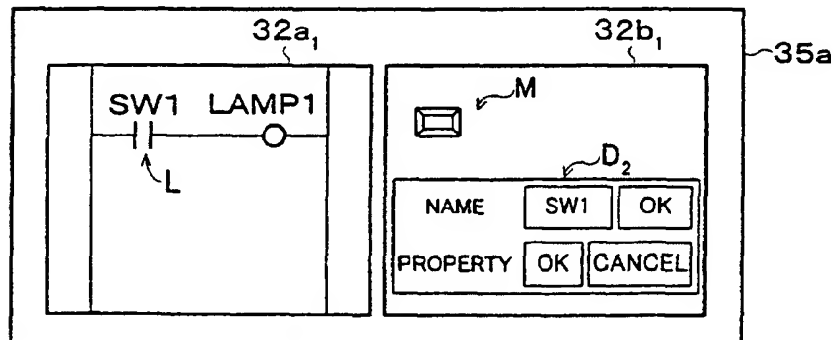 32a₁ 32b₁
35a
SW1 LAMP1 M
D₂
L
NAME SW1 OK
PROPERTY OK CANCEL